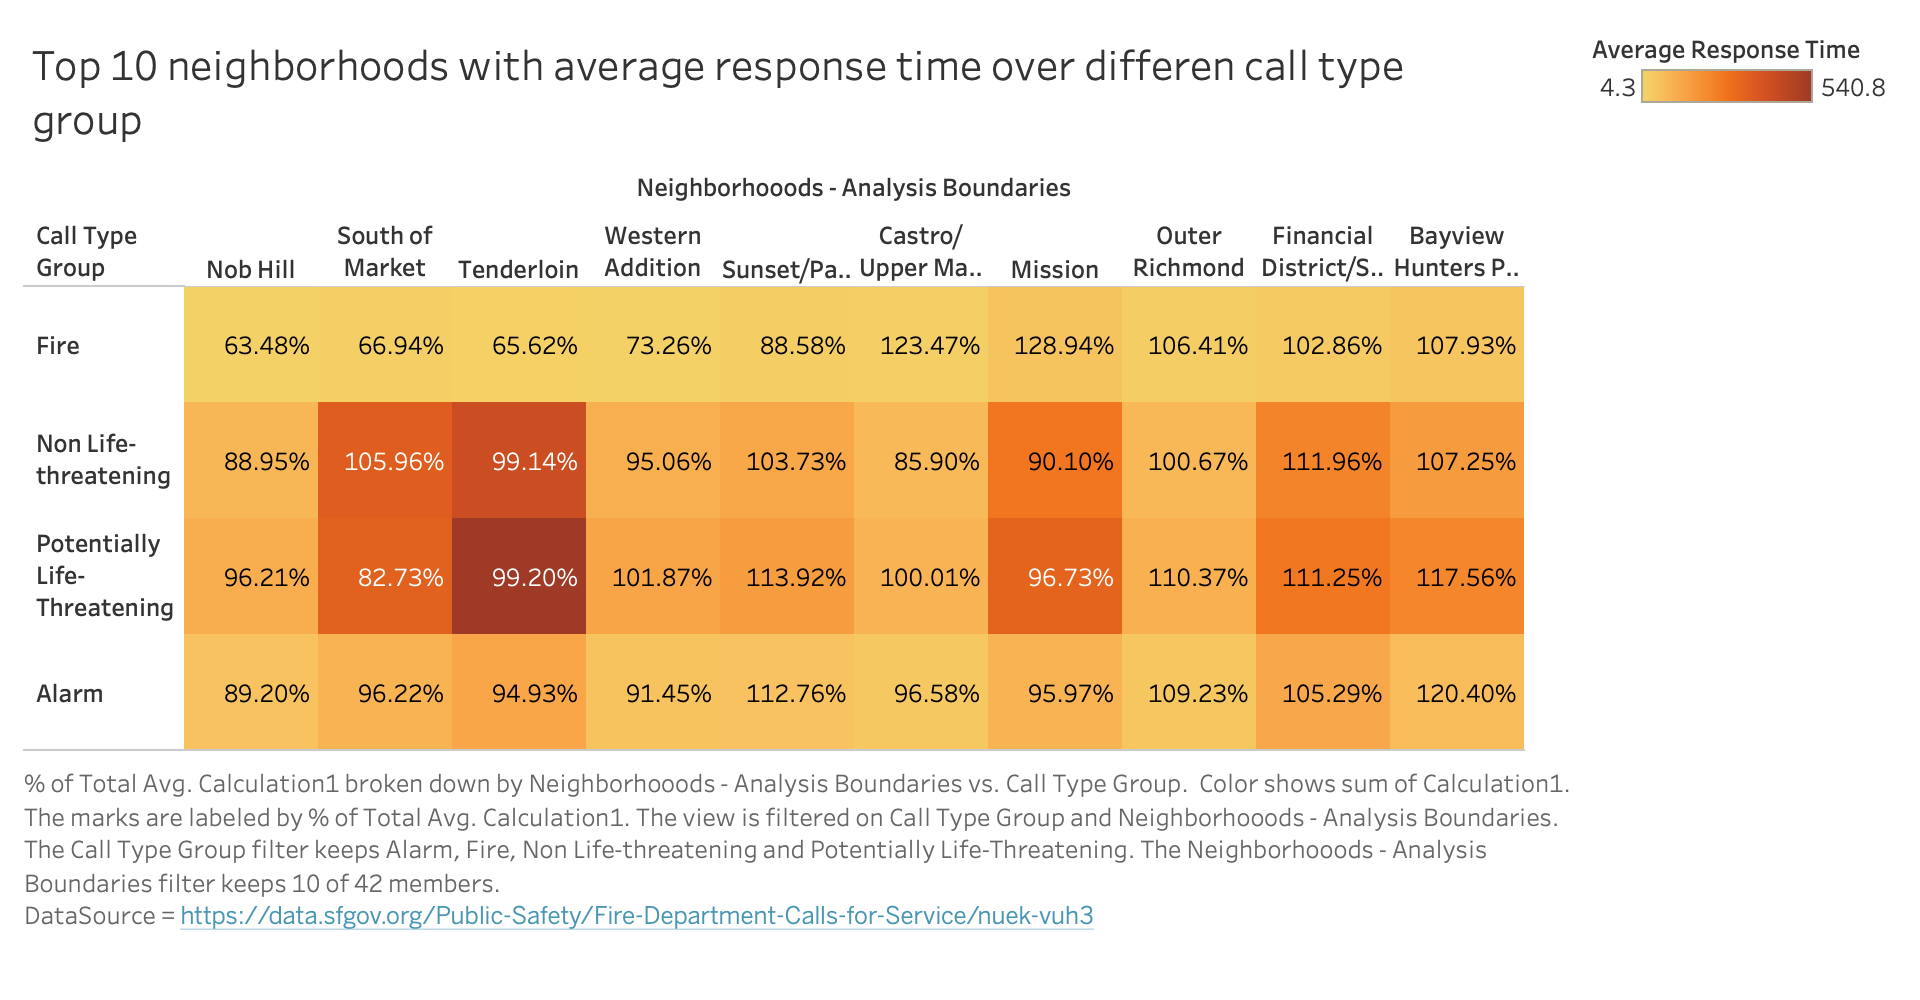 Top 10 neighborhoods with average response time over differen call type
group
Average Response Time
4.3 540.8
Neighborhooods - Analysis Boundaries
Call Type
Group
Nob Hill
South of
Market
Tenderloin
Western
Addition
Sunset/Pa..
Castro/
Upper Ma..
Mission
Outer
Richmond
Financial
District/S..
Bayview
Hunters P..
Fire
63.48% 66.94% 65.62% 73.26% 88.58% 123.47% 128.94% 106.41% 102.86% 107.93%
Non Life-
threatening
88.95% 105.96% 99.14% 95.06% 103.73% 85.90% 90.10% 100.67% 111.96% 107.25%
Potentially
Life-
Threatening
96.21% 82.73% 99.20% 101.87% 113.92% 100.01% 96.73% 110.37% 111.25% 117.56%
Alarm
89.20% 96.22% 94.93% 91.45% 112.76% 96.58% 95.97% 109.23% 105.29% 120.40%
% of Total Avg. Calculation1 broken down by Neighborhooods - Analysis Boundaries vs. Call Type Group.  Color shows sum of Calculation1.
The marks are labeled by % of Total Avg. Calculation1. The view is filtered on Call Type Group and Neighborhooods - Analysis Boundaries.
The Call Type Group filter keeps Alarm, Fire, Non Life-threatening and Potentially Life-Threatening. The Neighborhooods - Analysis
Boundaries filter keeps 10 of 42 members.
DataSource = https://data.sfgov.org/Public-Safety/Fire-Department-Calls-for-Service/nuek-vuh3